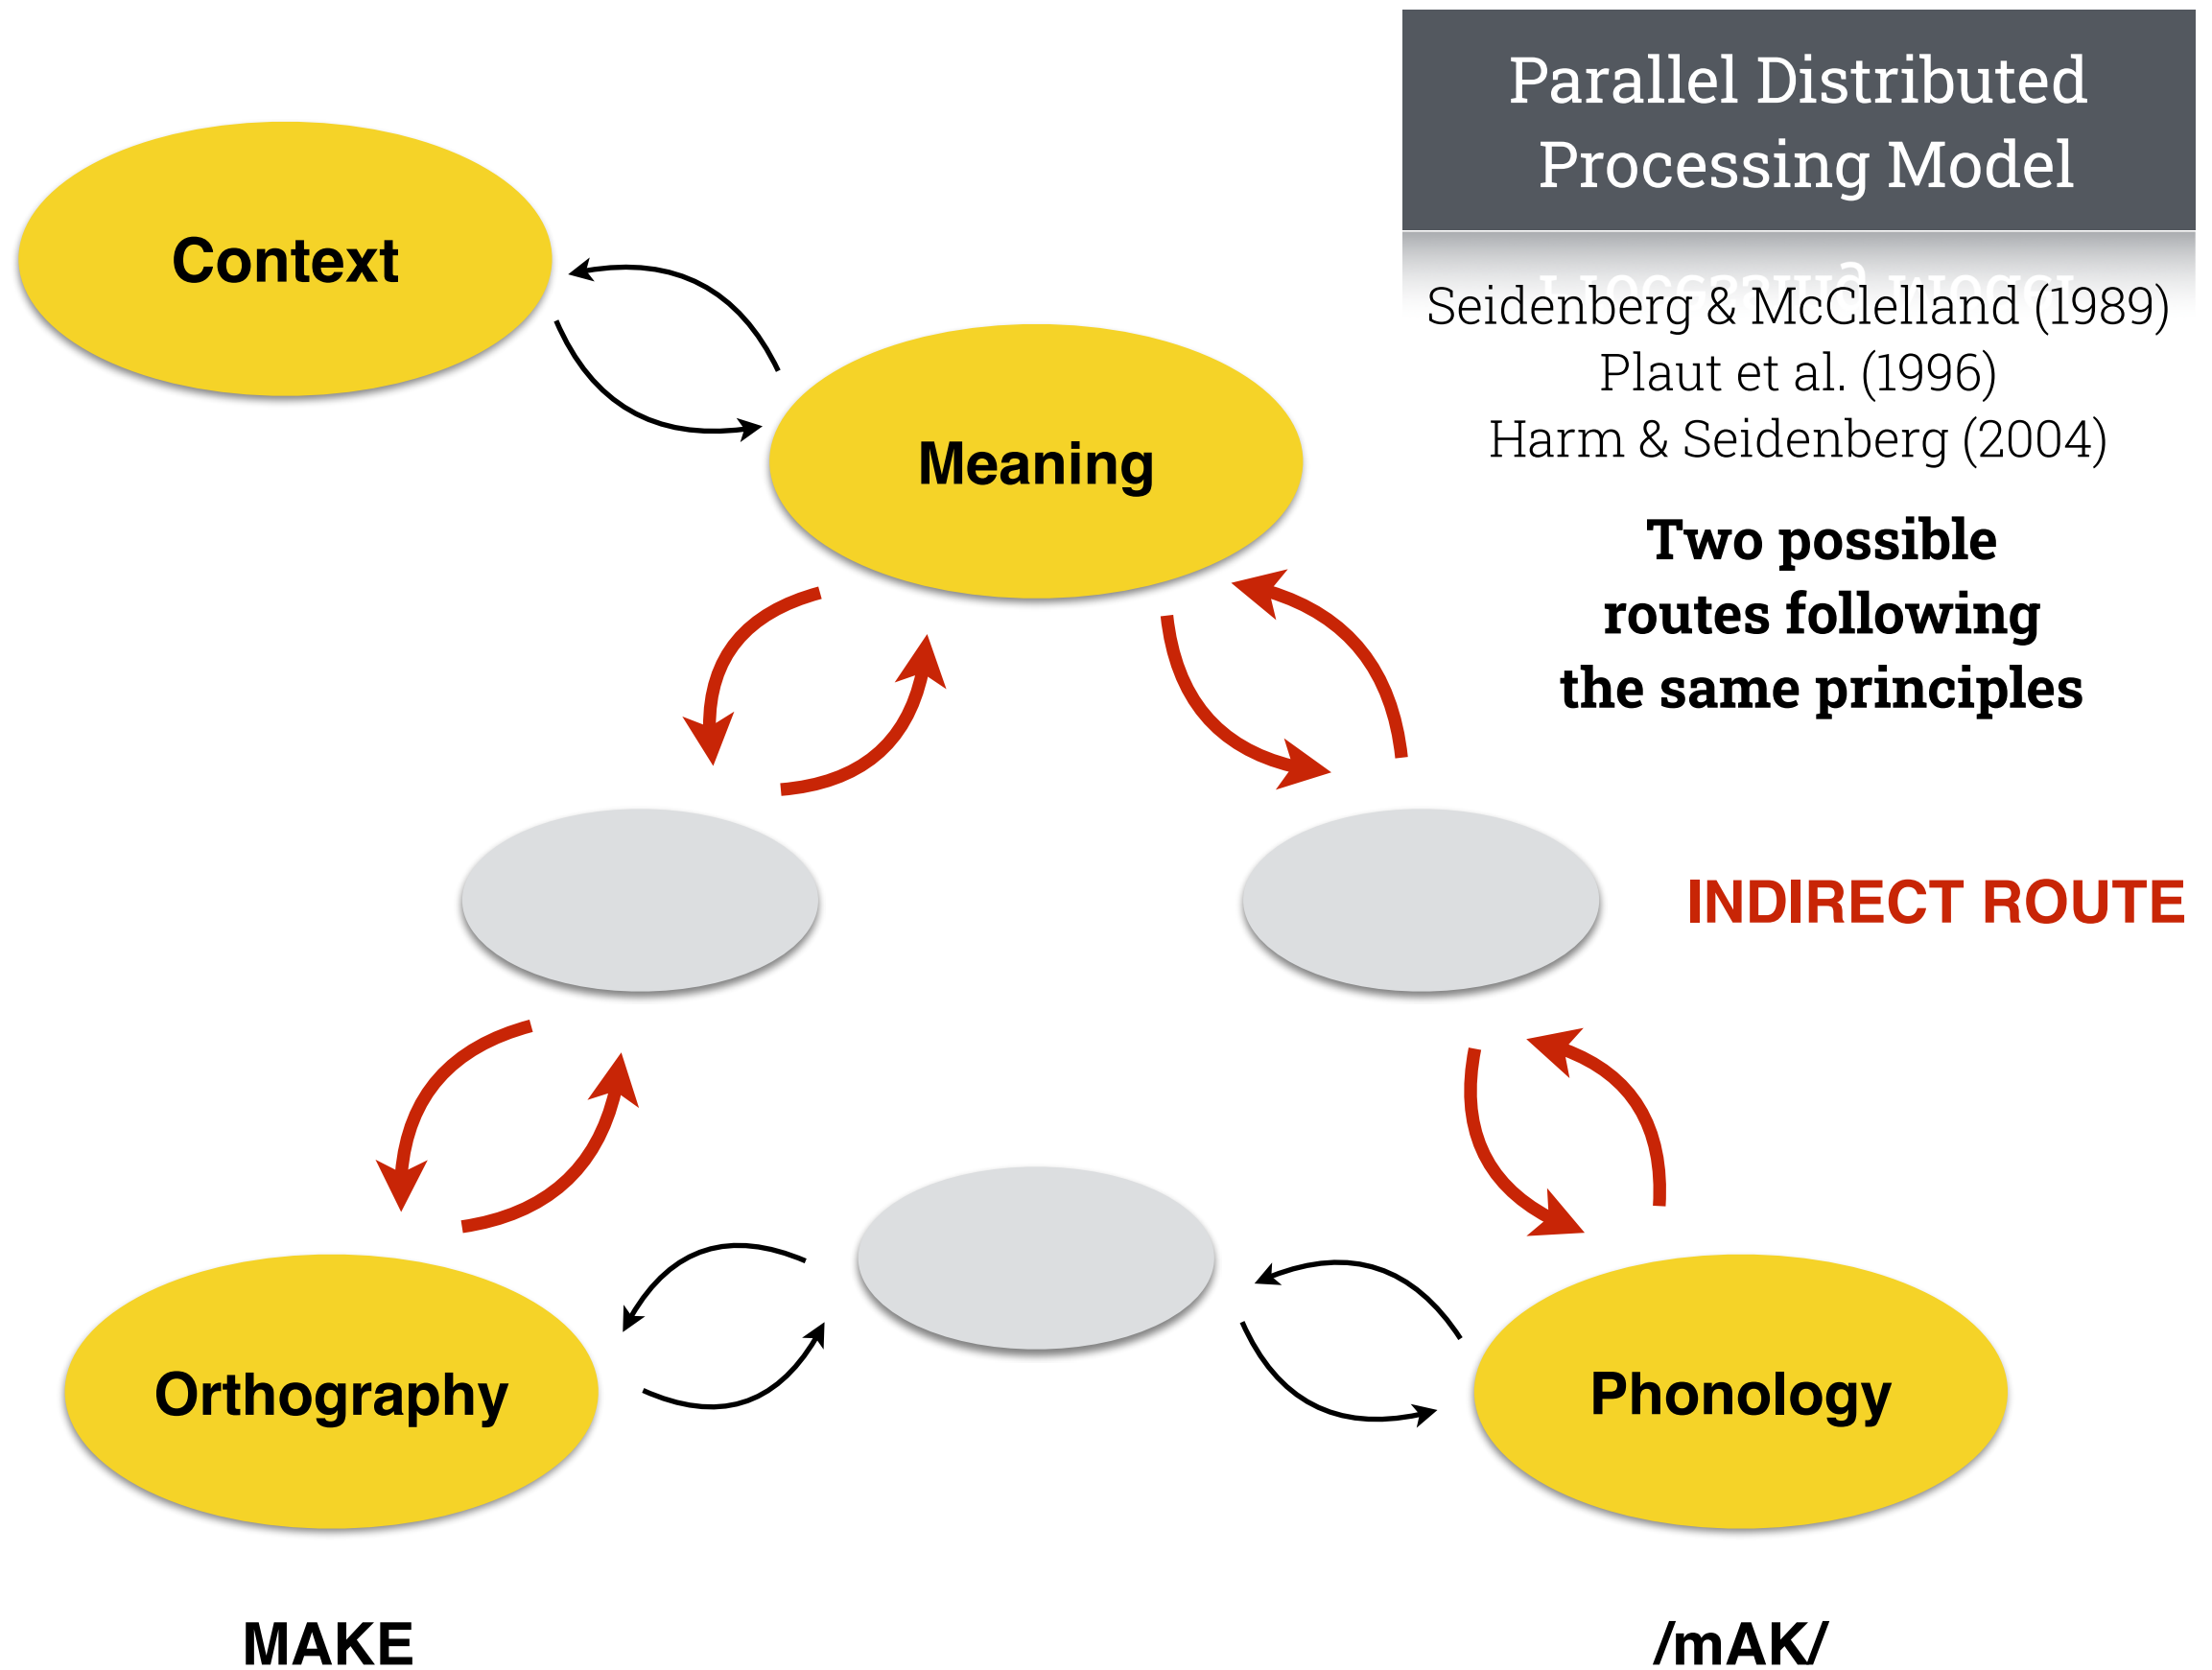 Parallel Distributed
Processing Model
Seidenberg & McClelland (1989)
Plaut et al. (1996)
Harm & Seidenberg (2004)
Two possible
routes following
the same principles
Context
Meaning
INDIRECT ROUTE
Orthography
Phonology
MAKE
/mAK/